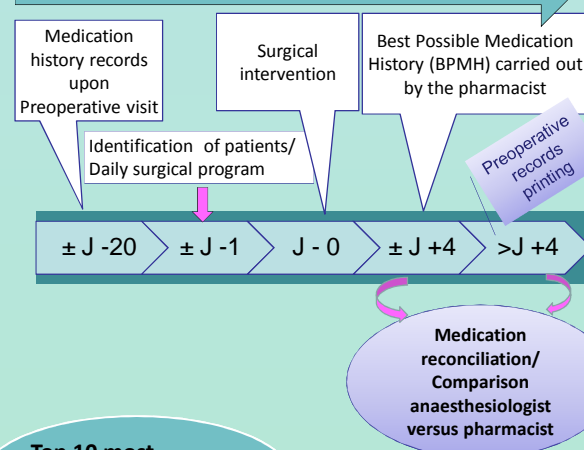 Medication
history records
upon
Preoperative visit
Surgical
intervention
Best Possible Medication
History (BPMH) carried out
by the pharmacist
Identification of patients/
Daily surgical program
Preoperative
records
printing
± J -20
± J -1
J - 0
± J +4
>J +4
Medication
reconciliation/
Comparison
anaesthesiologist
versus pharmacist
Top 10 most